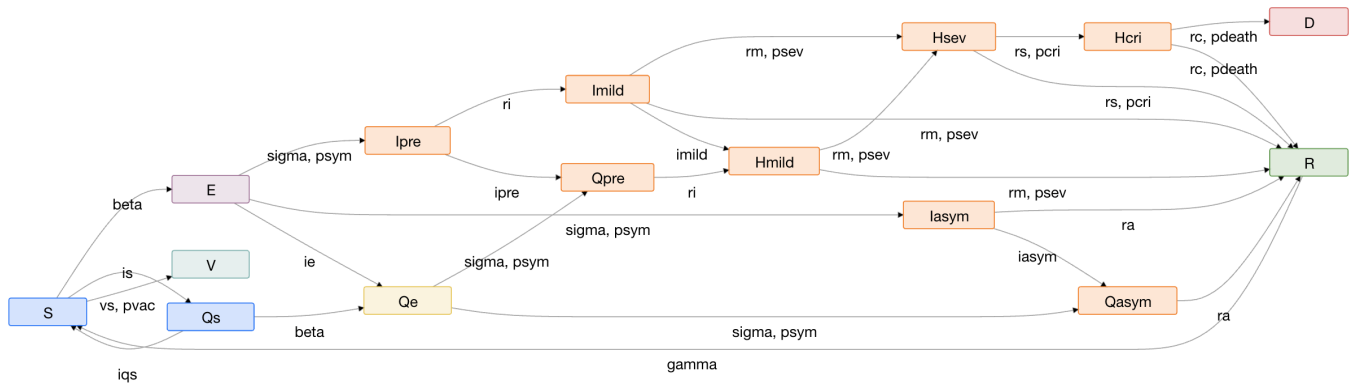 D
rc, pdeath
Hsev
Hcri
rm, psev
rs, pcri
rc, pdeath
Imild
ri
rs, pcri
Ipre
rm, psev
sigma, psym
imild
Hmild
rm, psev
R
Qpre
E
ipre
ri
rm, psev
beta
Iasym
ra
sigma, psym
ie
sigma, psym
iasym
V
is
vs, pvac
Qe
Qasym
S
Qs
ra
beta
sigma, psym
gamma
iqs